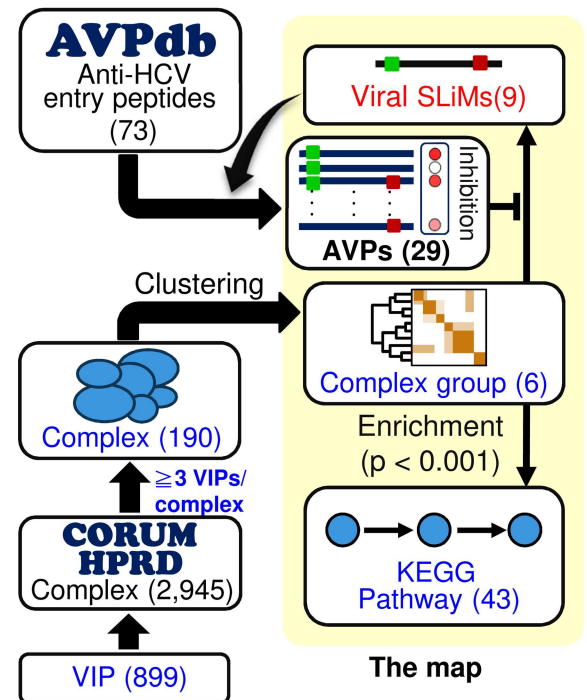 AVPdb
Anti-HCV
entry peptides
(73)
Viral SLiMs(9)
Inhibition
AVPs (29)
Clustering
Complex group (6)
Complex (190)
Enrichment
(p < 0.001)
≧3 VIPs/
complex
CORUM
HPRD
Complex (2,945)
KEGG
Pathway (43)
VIP (899)
The map